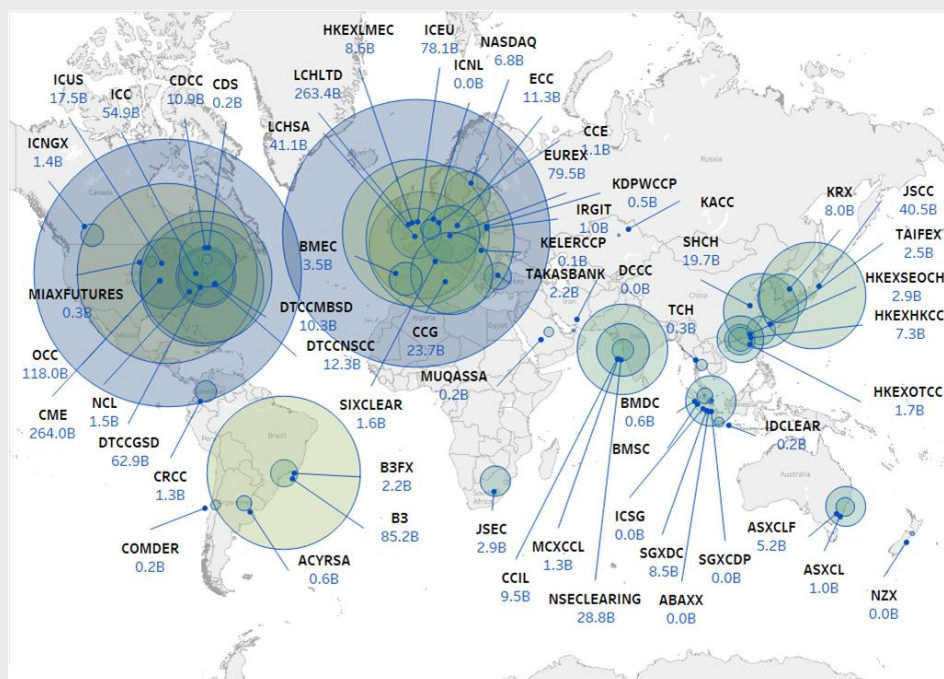 HKEXLMEC
8.6B
ICEU
78.1B
NASDAQ
6.8B
ICNL
0.0B
ECC
11.3B
ICUS
17.5B
ICC
54.9B
CDCC
10.9B
CDS
0.2B
LCHLTD
263.4B
LCHSA
41.1B
CCE
1.1B
EUREX
79.5B
ICNGX
1.4B
KDPWCCP
0.5B
KACC
Russia
KRX
8.0B
JSCC
40.5B
IRGIT
1.0B
KELERCCP
0.1B
SHCH
19.7B
TAIFEX
2.5B
BMEC
3.5B
TAKASBANK
2.2B
DCCC
0.0B
HKEXSEOCH
2.9B
TCH
0.3B
HKEXHKCC
7.3B
MIAXFUTURES
0.3B
DTCCMBSD
10.3B
DTCCNSCC
12.3B
CCG
23.7B
MUQASSA
0.2B
OCC
118.0B
HKEXOTCC
1.7B
CME
264.0B
NCL
1.5B
SIXCLEAR
1.6B
BMDC
0.6B
IDCLEAR
0.2B
DTCCGSD
62.9B
BMSC
CRCC
1.3B
B3FX
2.2B
B3
85.2B
JSEC
2.9B
MCXCCL
1.3B
ICSG
0.0B
SGXDC
8.5B
SGXCDP
0.0B
ASXCLF
5.2B
COMDER
0.2B
ACYRSA
0.6B
CCIL
9.5B
NSECLEARING
28.8B
ABAXX
0.0B
ASXCL
1.0B
NZX
0.0B
Canada
Brazil
Algeria
Egypt
China
Australia